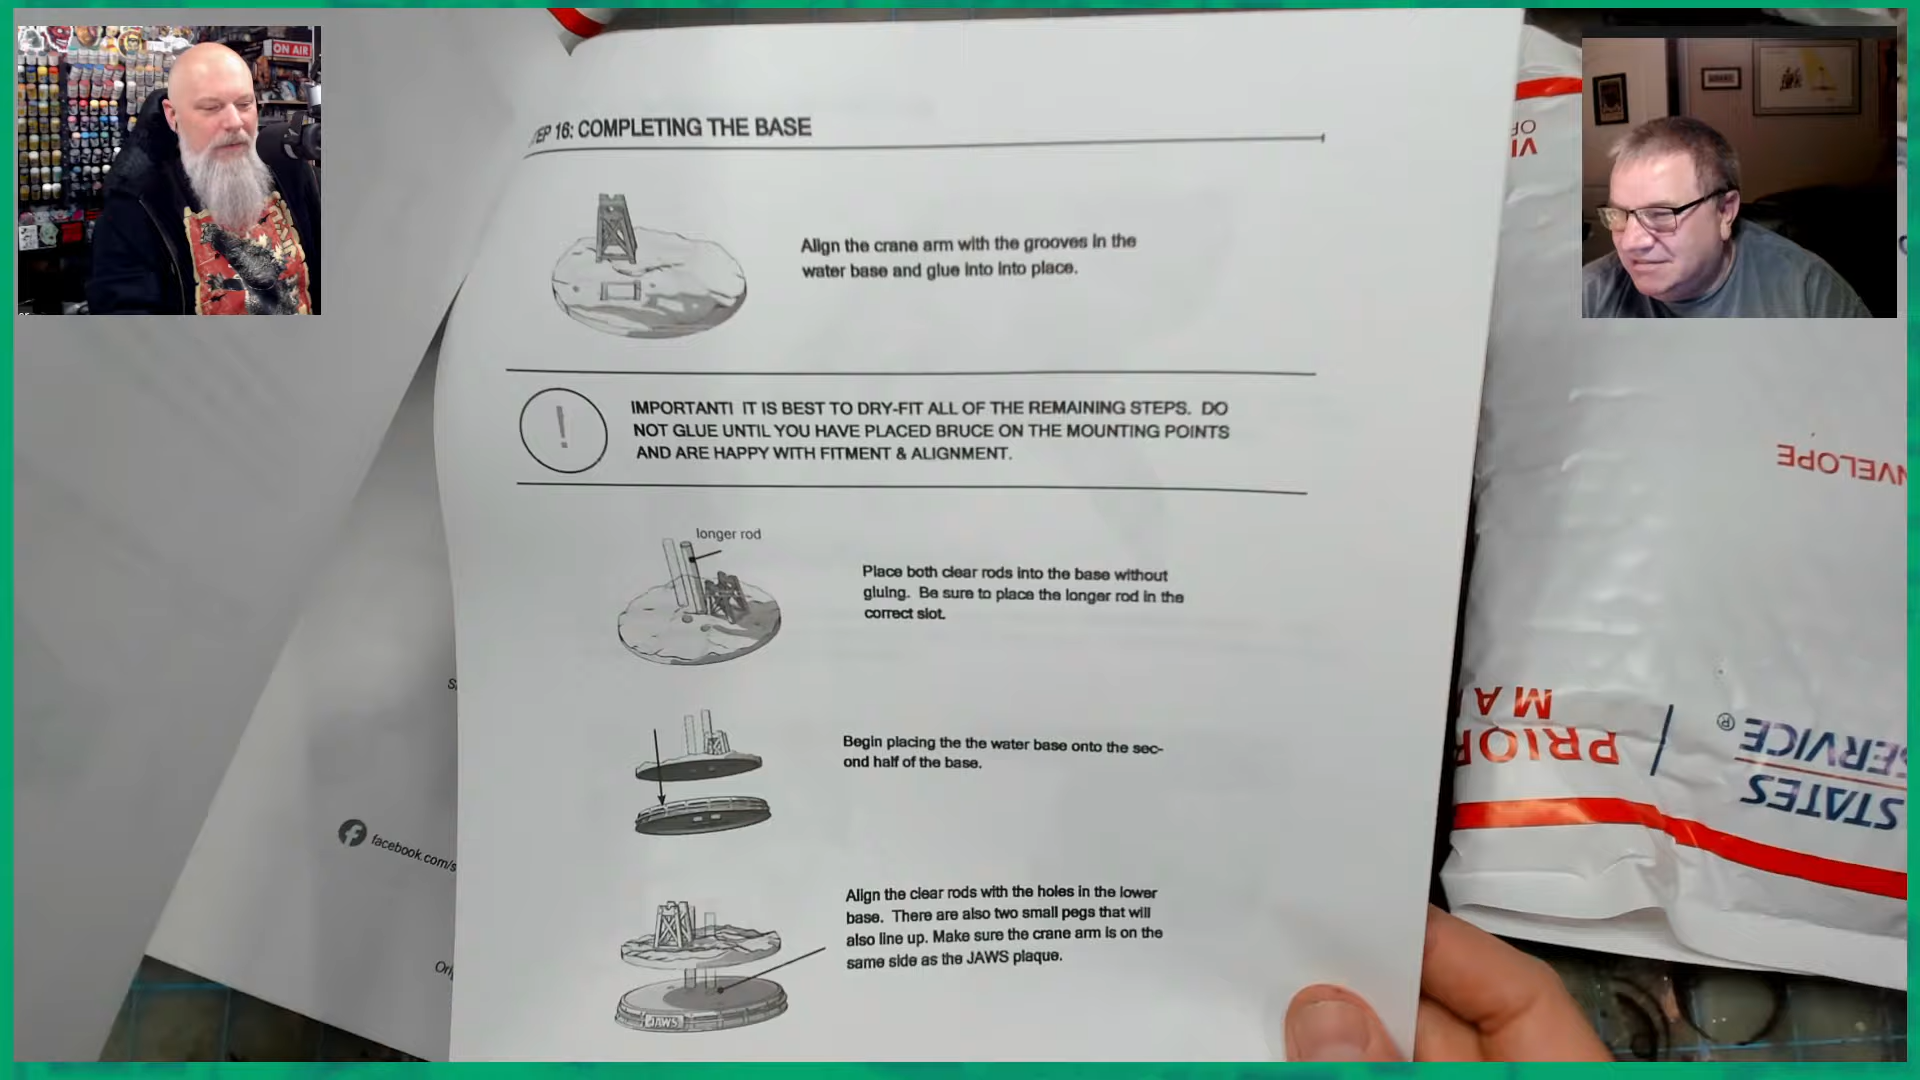 ON AIR
EP 16: COMPLETING THE BASE
Align the crane arm with the grooves in the
water base and glue into into place.
!
IMPORTANT! IT IS BEST TO DRY-FIT ALL OF THE REMAINING STEPS. DO
NOT GLUE UNTIL YOU HAVE PLACED BRUCE ON THE MOUNTING POINTS
AND ARE HAPPY WITH FITMENT & ALIGNMENT.
longer rod
Place both clear rods into the base without
gluing. Be sure to place the longer rod in the
correct slot.
Begin placing the the water base onto the sec-
ond half of the base.
Align the clear rods with the holes in the lower
base. There are also two small pegs that will
also line up. Make sure the crane arm is on the
same side as the JAWS plaque.
JAWS
facebook.com/s
NVELOPE
STATES
SERVICE®
PRIOR
MA